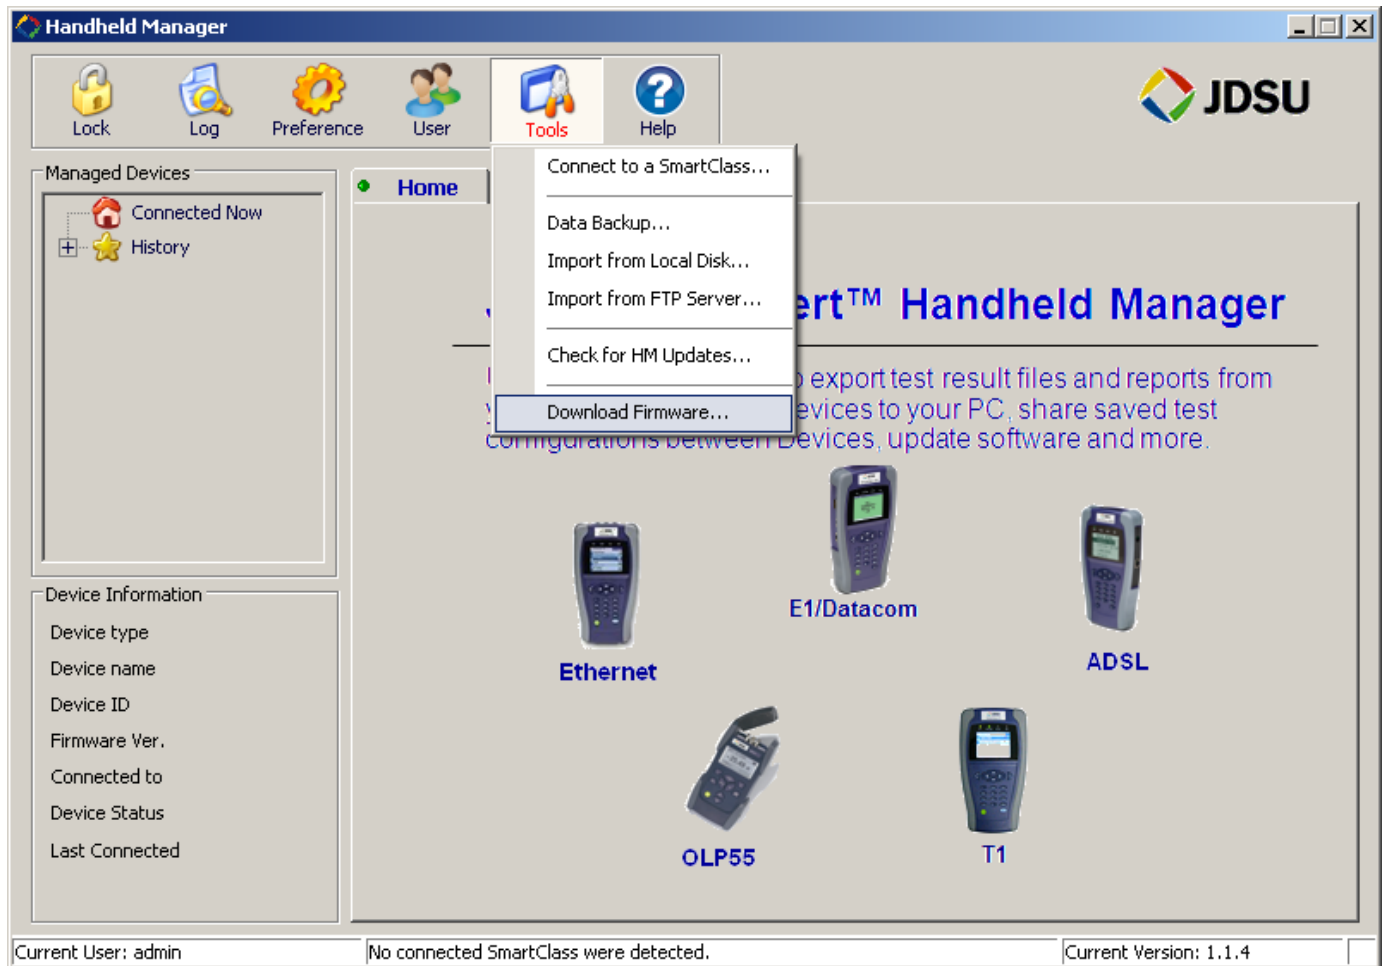 Handheld Manager
Lock
Log
Preference
User
Tools
Help
JDSU
Managed Devices
Connected Now
History
Home
Connect to a SmartClass...
Data Backup...
Import from Local Disk...
Import from FTP Server...
Check for HM Updates...
Download Firmware...
™ Handheld Manager
export test result files and reports from
to your PC, share saved test
between Devices, update software and more.
Ethernet
E1/Datacom
ADSL
OLP55
T1
Device Information
Device type
Device name
Device ID
Firmware Ver.
Connected to
Device Status
Last Connected
Current User: admin
No connected SmartClass were detected.
Current Version: 1.1.4